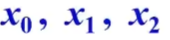 x₀, x₁, x₂